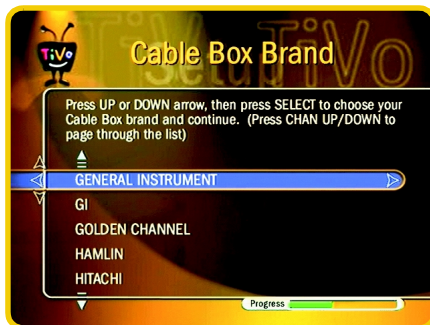 TiVo
Cable Box Brand
Press UP or DOWN arrow, then press SELECT to choose your
Cable Box brand and continue. (Press CHAN UP/DOWN to
page through the list)
GENERAL INSTRUMENT
GI
GOLDEN CHANNEL
HAMLIN
HITACHI
Progress